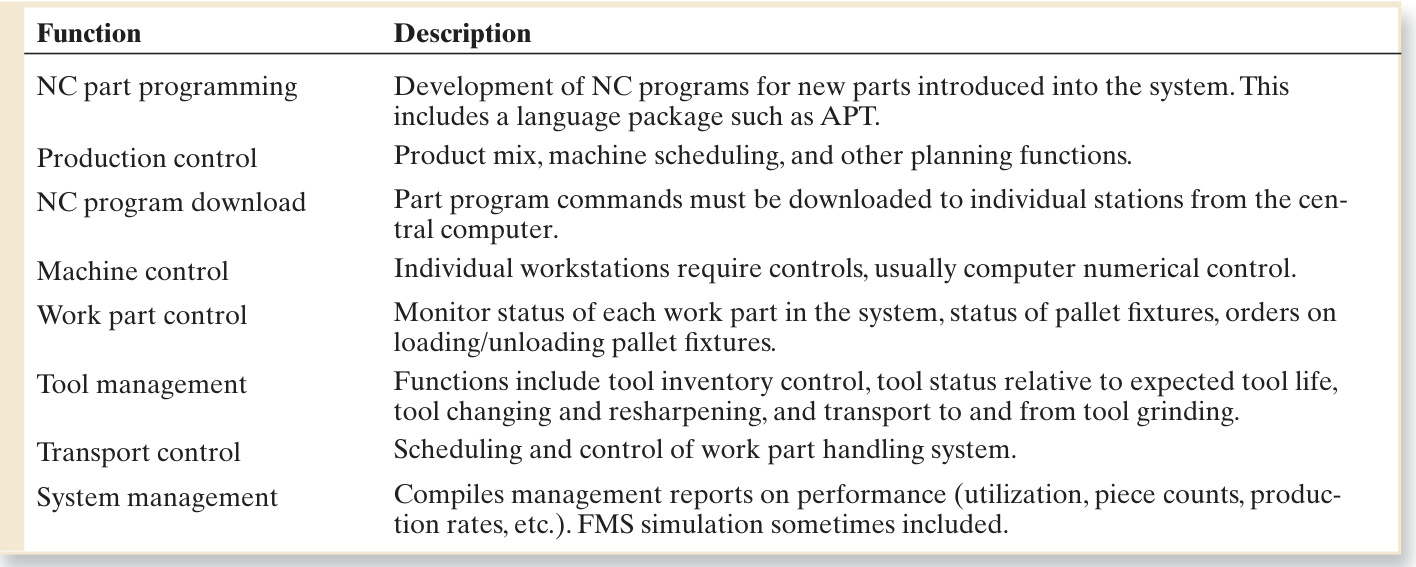 Function Description
NC part programming Development of NC programs for new parts introduced into the system. This
includes a language package such as APT.
Production control Product mix, machine scheduling, and other planning functions.
NC program download Part program commands must be downloaded to individual stations from the cen-
tral computer.
Machine control Individual workstations require controls, usually computer numerical control.
Work part control Monitor status of each work part in the system, status of pallet fixtures, orders on
loading/unloading pallet fixtures.
Tool management Functions include tool inventory control, tool status relative to expected tool life,
tool changing and resharpening, and transport to and from tool grinding.
Transport control Scheduling and control of work part handling system.
System management Compiles management reports on performance (utilization, piece counts, produc-
tion rates, etc.). FMS simulation sometimes included.